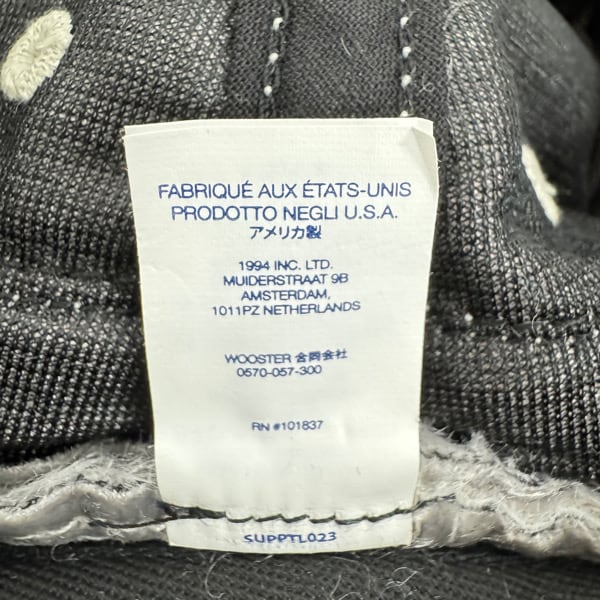 FABRIQUÉ AUX ÉTATS-UNIS
PRODOTTO NEGLI U.S.A.
アメリカ製
1994 INC. LTD.
MUIDERSTRAAT 9B
AMSTERDAM,
1011PZ NETHERLANDS
WOOSTER 合同会社
0570-057-300
RN #101837
SUPPTL023